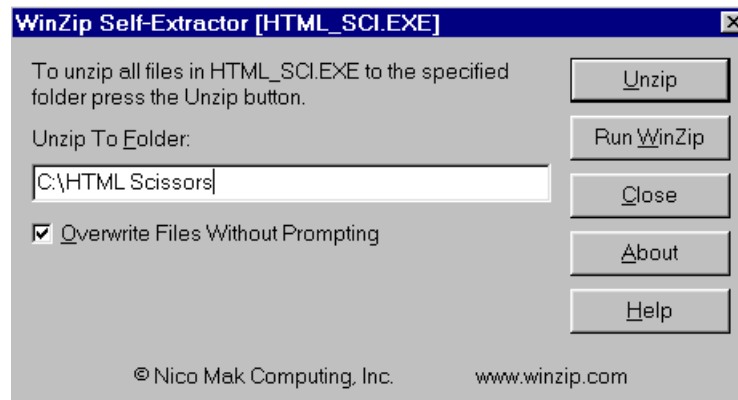 WinZip Self-Extractor [HTML_SCI.EXE]
To unzip all files in HTML_SCI.EXE to the specified
folder press the Unzip button.
Unzip To Folder:
C:\HTML Scissors
Overwrite Files Without Prompting
Unzip
Run WinZip
Close
About
Help
© Nico Mak Computing, Inc. www.winzip.com